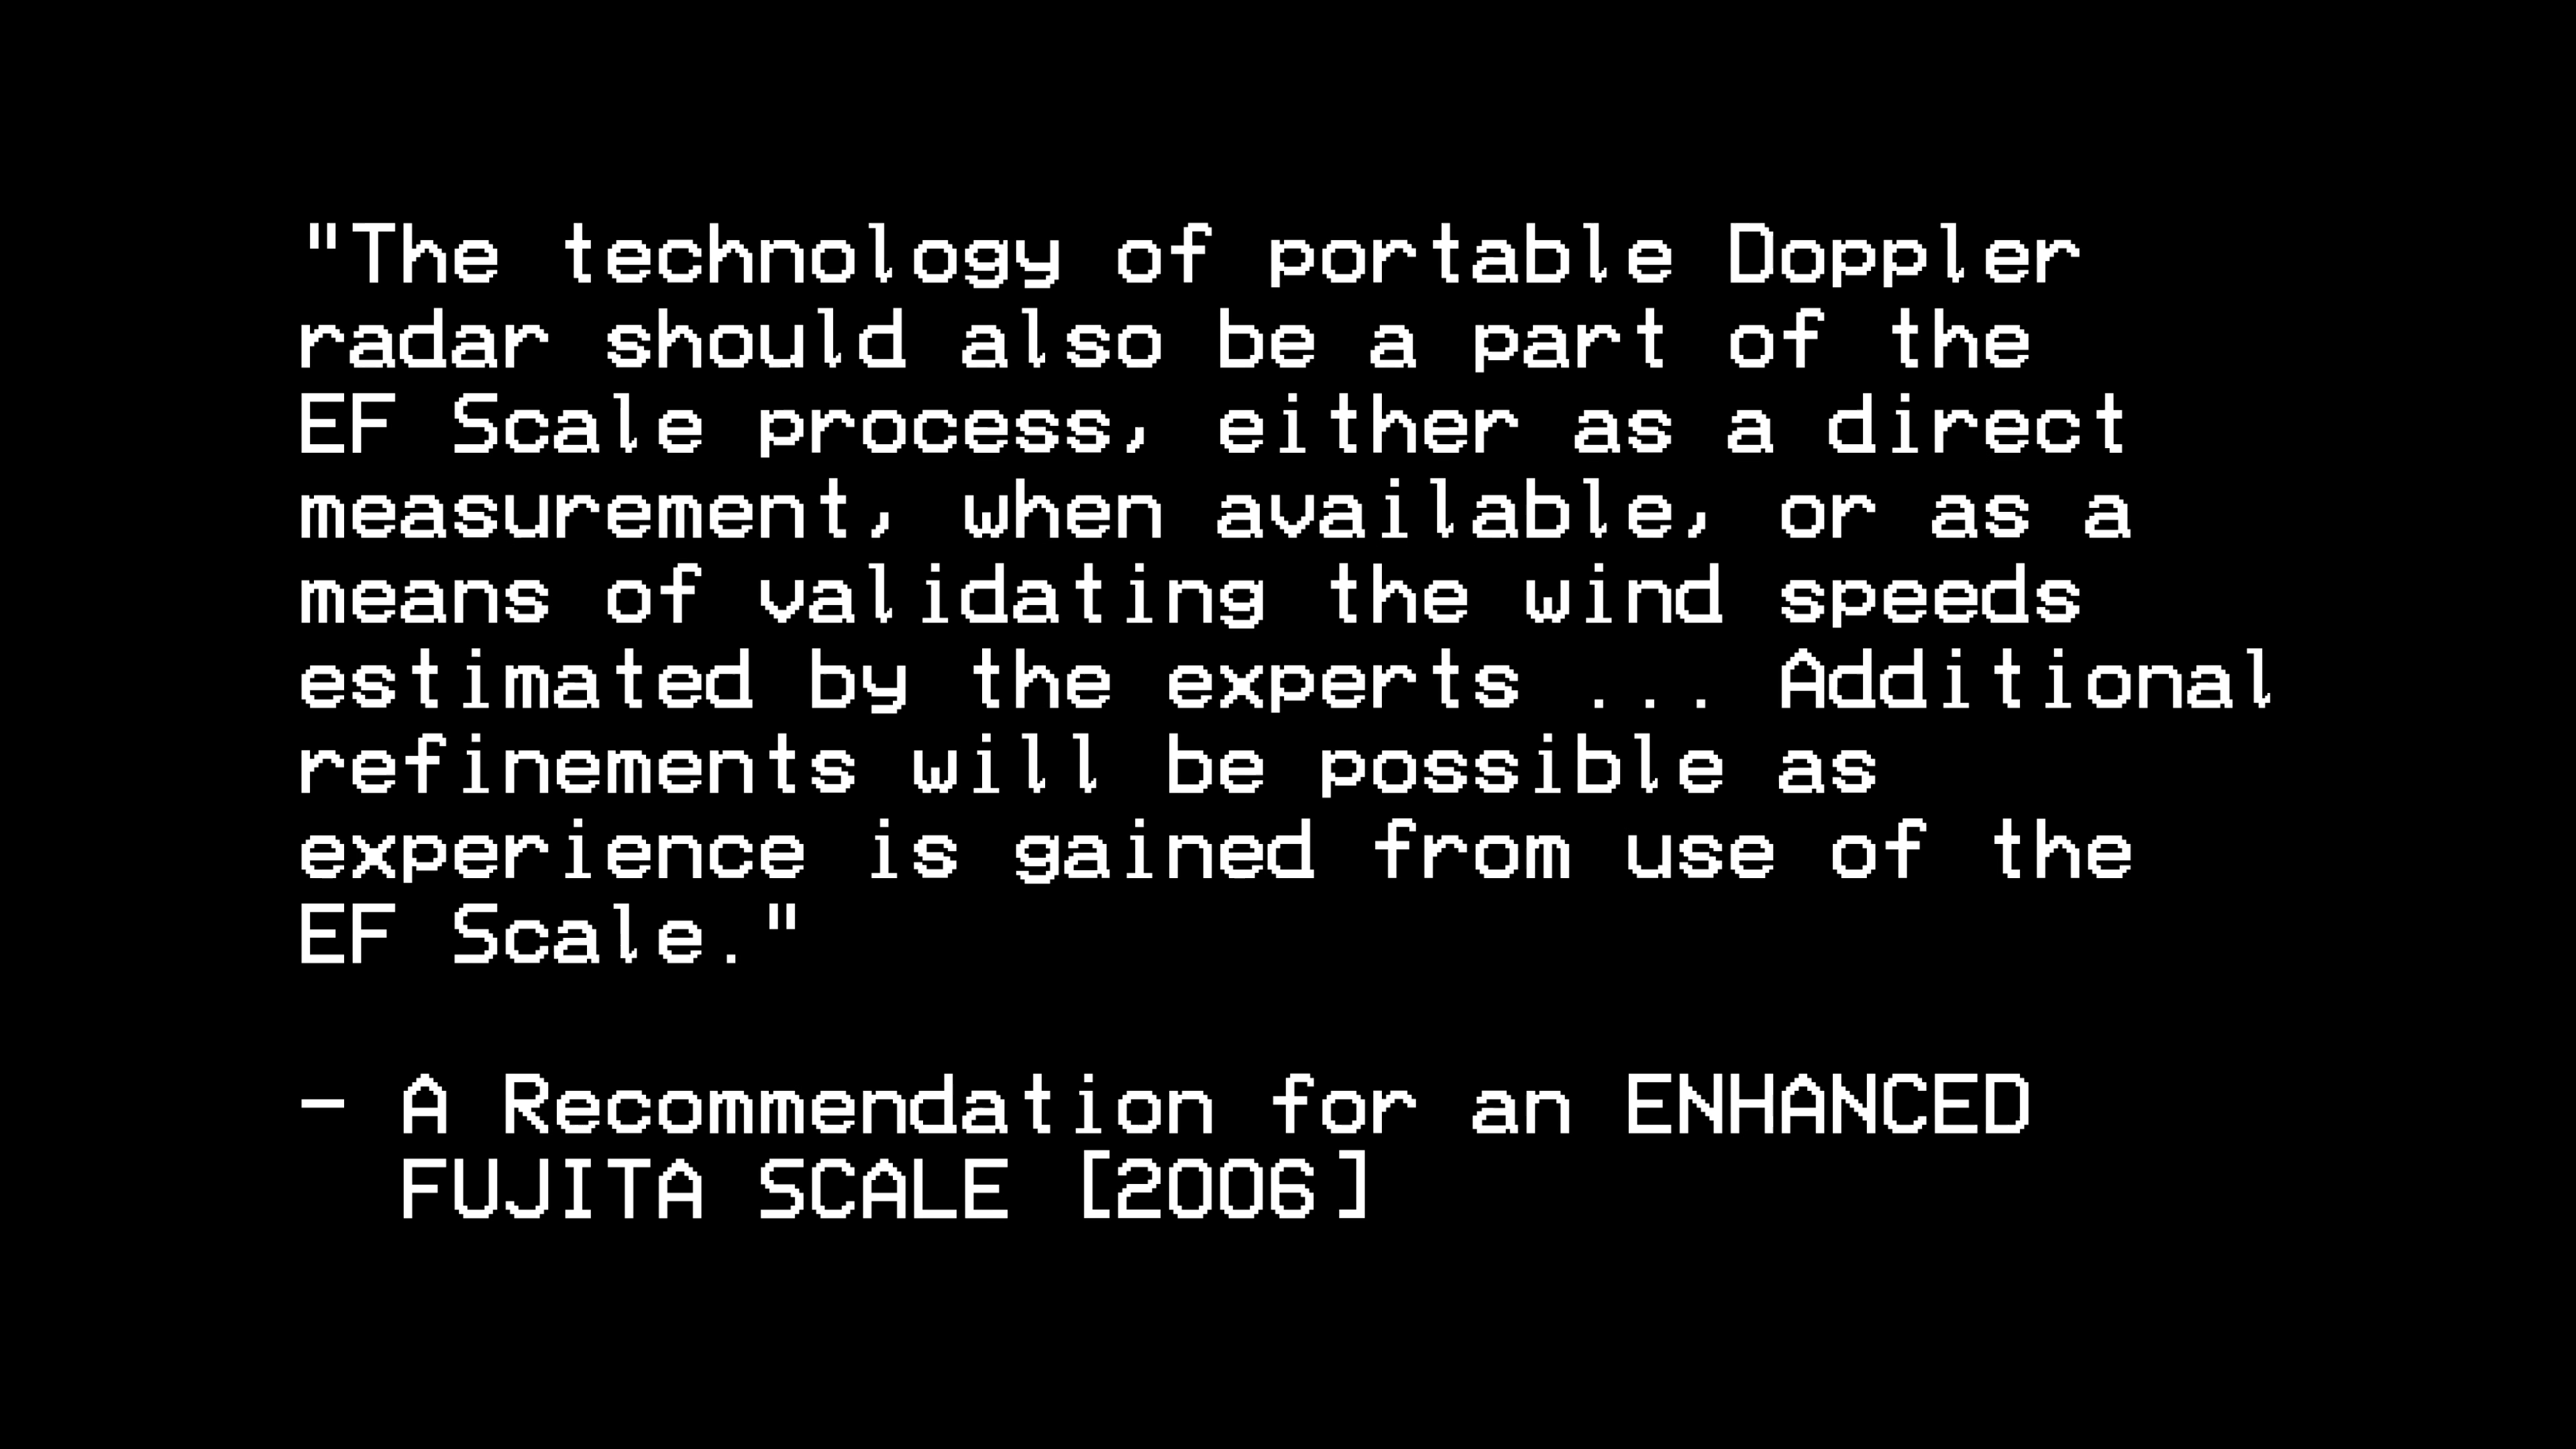 "The technology of portable Doppler
radar should also be a part of the
EF Scale process, either as a direct
measurement, when available, or as a
means of validating the wind speeds
estimated by the experts ... Additional
refinements will be possible as
experience is gained from use of the
EF Scale."
- A Recommendation for an ENHANCED
FUJITA SCALE [2006]